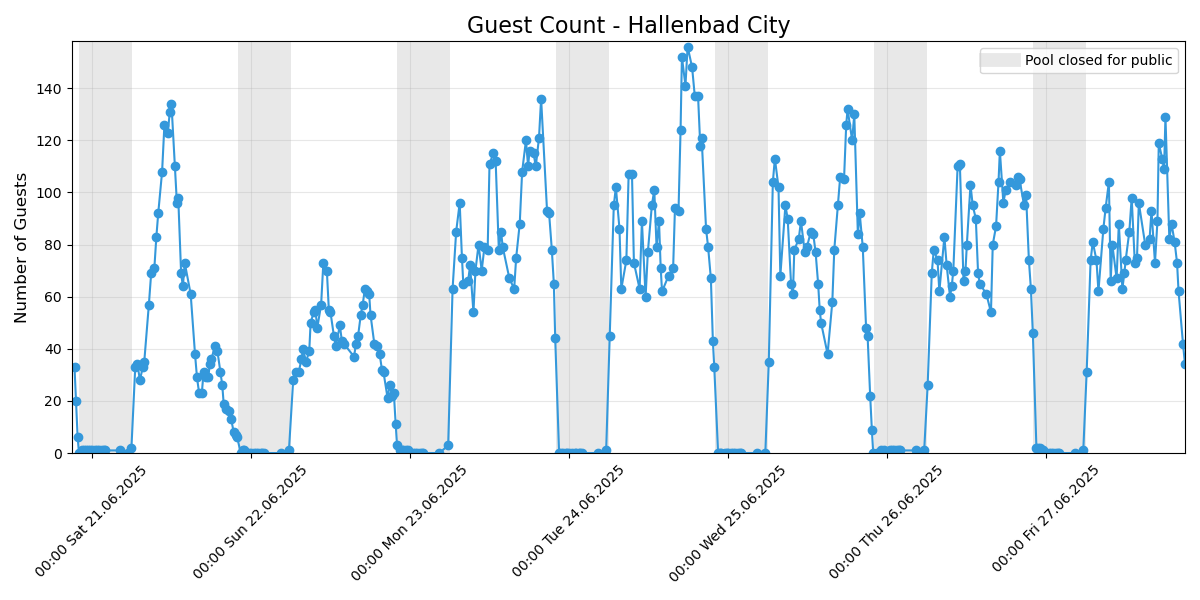 Guest Count - Hallenbad City
Pool closed for public
Number of Guests
140
120
100
80
60
40
20
0
00:00 Sat 21.06.2025
00:00 Sun 22.06.2025
00:00 Mon 23.06.2025
00:00 Tue 24.06.2025
00:00 Wed 25.06.2025
00:00 Thu 26.06.2025
00:00 Fri 27.06.2025